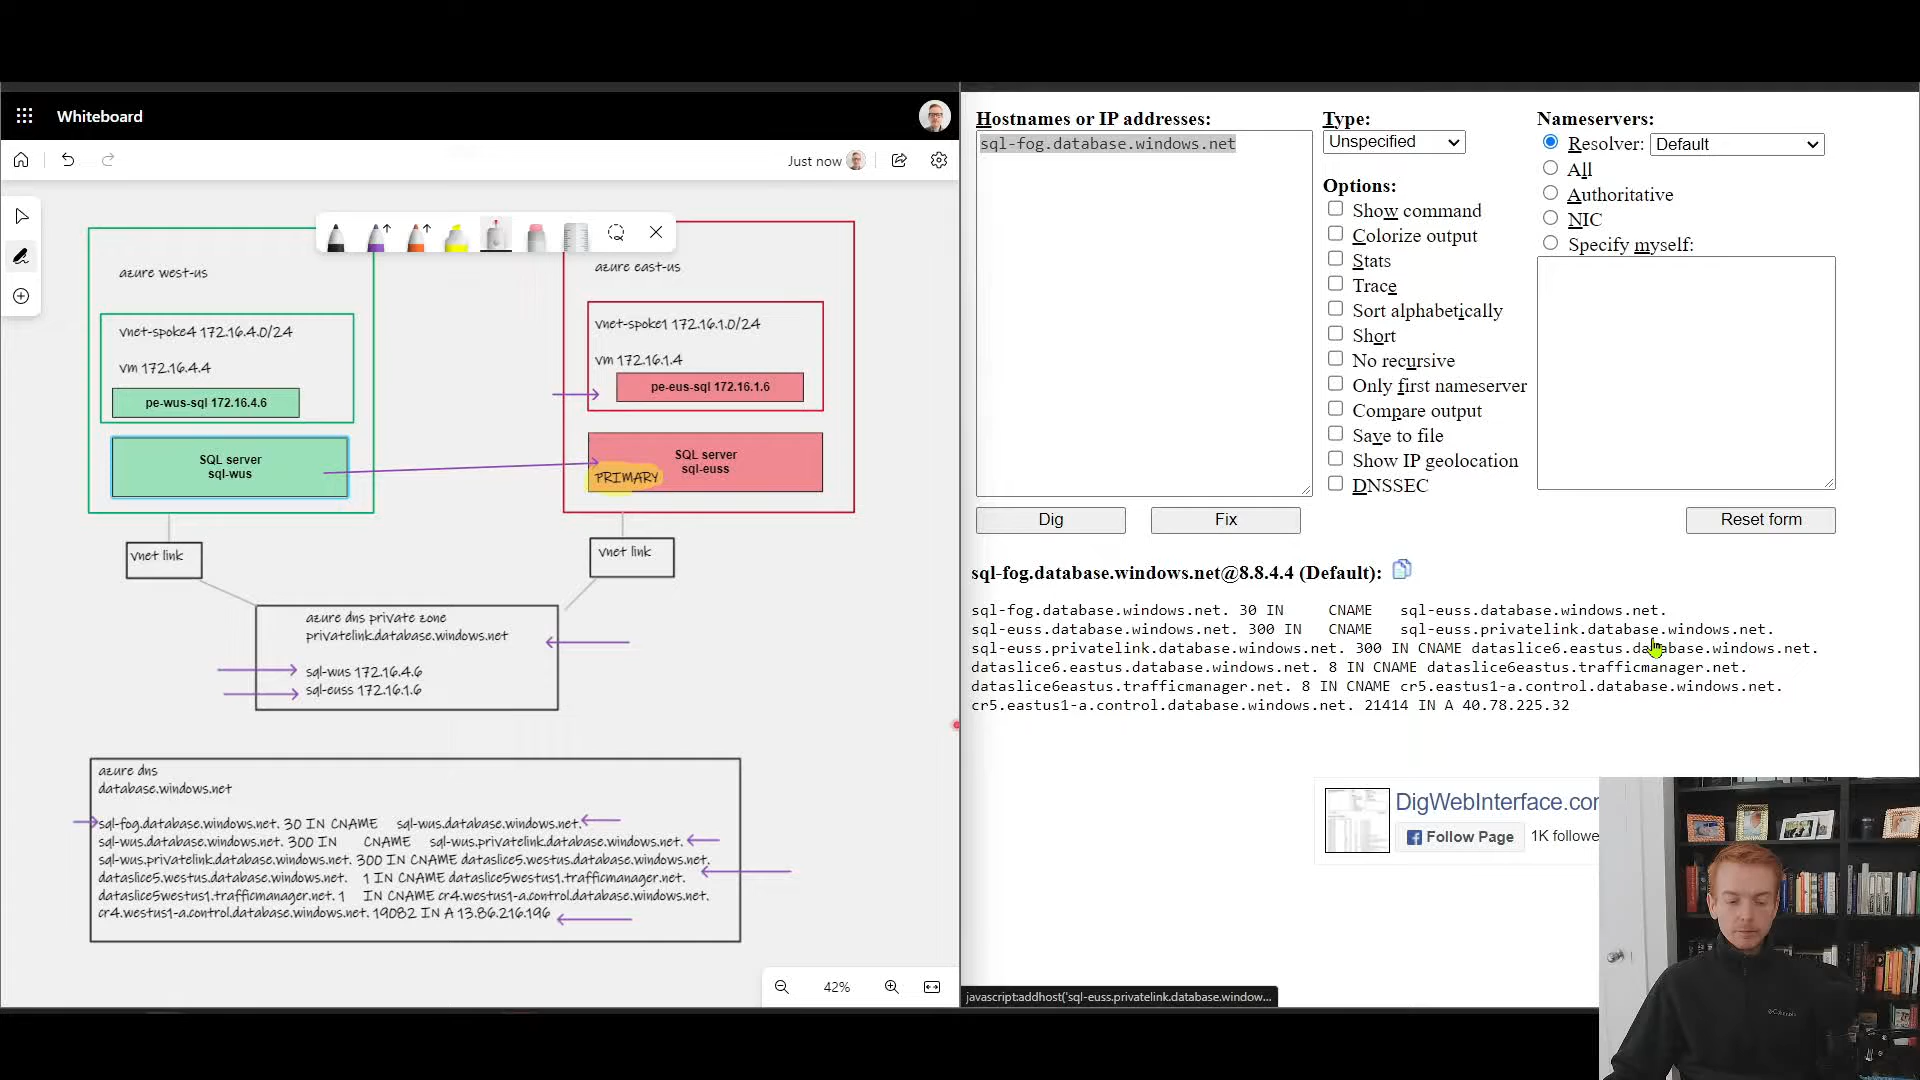 Whiteboard
Just now
azure west-us
vnet-spoke4 172.16.4.0/24
vm 172.16.4.4
pe-wus-sql 172.16.4.6
SQL server
sql-wus
azure east-us
vnet-spoke1 172.16.1.0/24
vm 172.16.1.4
pe-eus-sql 172.16.1.6
SQL server
sql-euss
PRIMARY
vnet link
vnet link
azure dns private zone
privatelink.database.windows.net
sql-wus 172.16.4.6
sql-euss 172.16.1.6
azure dns
database.windows.net
sql-fog.database.windows.net. 30 IN CNAME sql-wus.database.windows.net.
sql-wus.database.windows.net. 300 IN CNAME sql-wus.privatelink.database.windows.net.
sql-wus.privatelink.database.windows.net. 300 IN CNAME dataslice5.westus.database.windows.net.
dataslice5.westus.database.windows.net. 1 IN CNAME dataslice5westus1.trafficmanager.net.
dataslice5westus1.trafficmanager.net. 1 IN CNAME cr4.westus1-a.control.database.windows.net.
cr4.westus1-a.control.database.windows.net. 19082 IN A 13.86.216.196
42%
Hostnames or IP addresses:
sql-fog.database.windows.net
Type:
Unspecified
Options:
Show command
Colorize output
Stats
Trace
Sort alphabetically
Short
No recursive
Only first nameserver
Compare output
Save to file
Show IP geolocation
DNSSEC
Nameservers:
Resolver: Default
All
Authoritative
NIC
Specify myself:
Dig
Fix
Reset form
sql-fog.database.windows.net@8.8.4.4 (Default):
sql-fog.database.windows.net. 30 IN CNAME sql-euss.database.windows.net.
sql-euss.database.windows.net. 300 IN CNAME sql-euss.privatelink.database.windows.net.
sql-euss.privatelink.database.windows.net. 300 IN CNAME dataslice6.eastus.database.windows.net.
dataslice6.eastus.database.windows.net. 8 IN CNAME dataslice6eastus.trafficmanager.net.
dataslice6eastus.trafficmanager.net. 8 IN CNAME cr5.eastus1-a.control.database.windows.net.
cr5.eastus1-a.control.database.windows.net. 21414 IN A 40.78.225.32
DigWebInterface.cor
Follow Page
1K followe
javascript:addhost('sql-euss.privatelink.database.window...